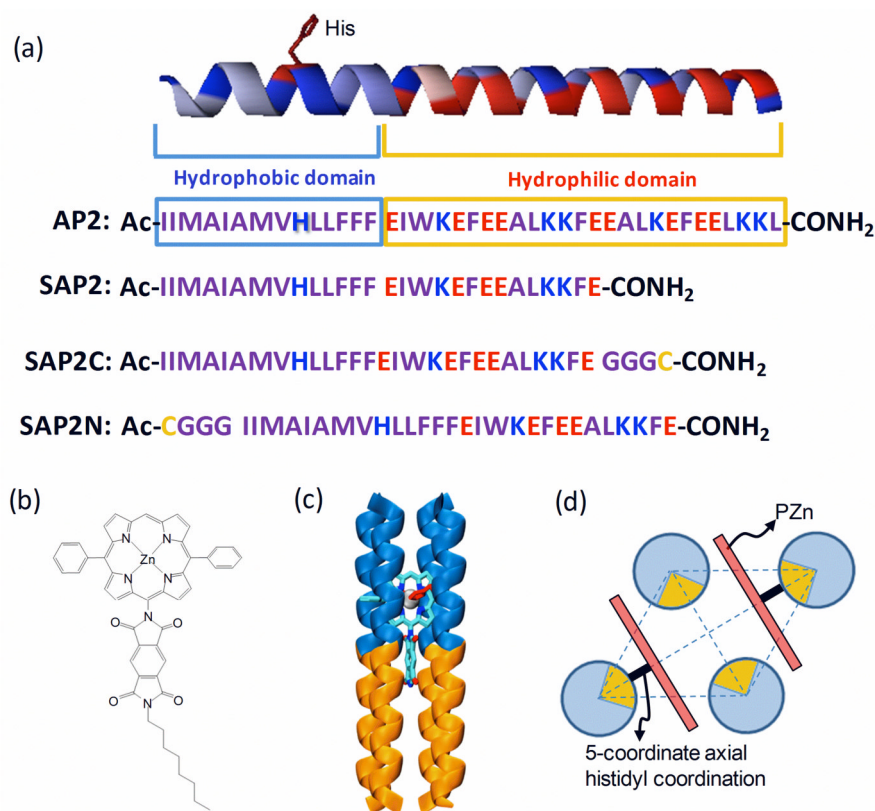 (a)
His
Hydrophobic domain
Hydrophilic domain
AP2: Ac-IIMAIAMVHLLFFFEIWKEFEEALKKFEEALKEFEELKKL-CONH₂
SAP2: Ac-IIMAIAMVHLLFFF EIWKEFEEALKKFE-CONH₂
SAP2C: Ac-IIMAIAMVHLLFFFEIWKEFEEALKKFE GGGC-CONH₂
SAP2N: Ac-CGGG IIMAIAMVHLLFFFEIWKEFEEALKKFE-CONH₂
(b)
N
N
Zn
N
N
N
O
O
O
O
N
(c)
(d)
PZn
5-coordinate axial
histidyl coordination